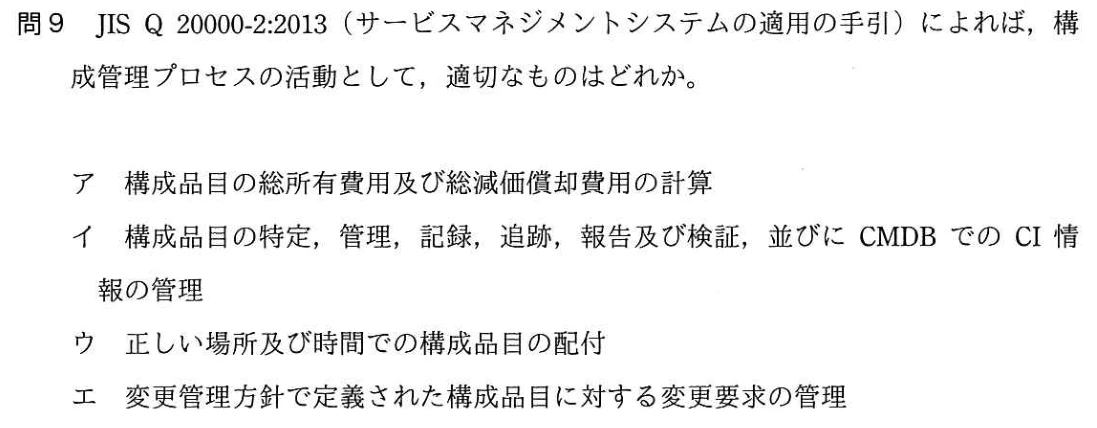 問9 JIS Q 20000-2:2013（サービスマネジメントシステムの適用の手引）によれば，構
成管理プロセスの活動として，適切なものはどれか。
ア 構成品目の総所有費用及び総減価償却費用の計算
イ 構成品目の特定，管理，記録，追跡，報告及び検証，並びに CMDB での CI 情
報の管理
ウ 正しい場所及び時間での構成品目の配付
エ 変更管理方針で定義された構成品目に対する変更要求の管理